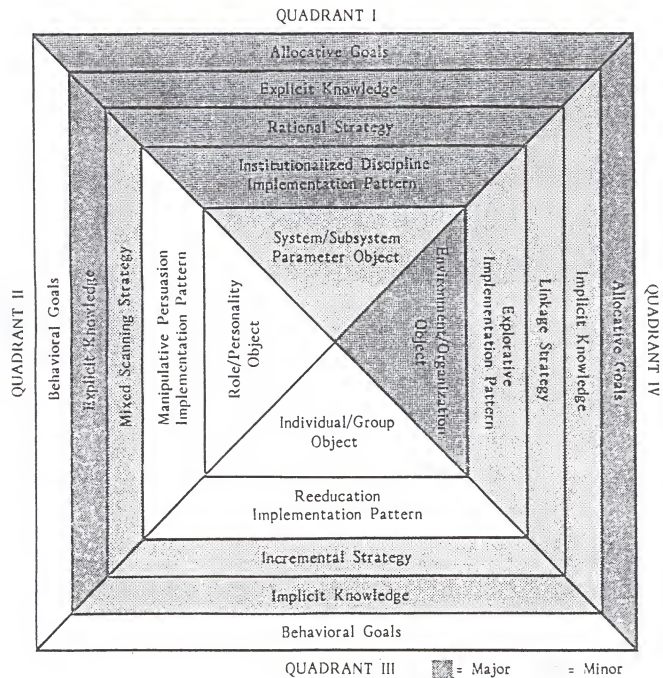 QUADRANT I
Allocative Goals
Explicit Knowledge
Rational Strategy
Institutionalized Discipline
Implementation Pattern
System/Subsystem
Parameter Object
QUADRANT II
Behavioral Goals
Explicit Knowledge
Mixed Scanning Strategy
Manipulative Persuasion
Implementation Pattern
Role/Personality
Object
Environment/Organization
Object
Explorative
Implementation Pattern
Linkage Strategy
Implicit Knowledge
Allocative Goals
QUADRANT IV
Individual/Group
Object
Reeducation
Implementation Pattern
Incremental Strategy
Implicit Knowledge
Behavioral Goals
QUADRANT III
= Major
= Minor